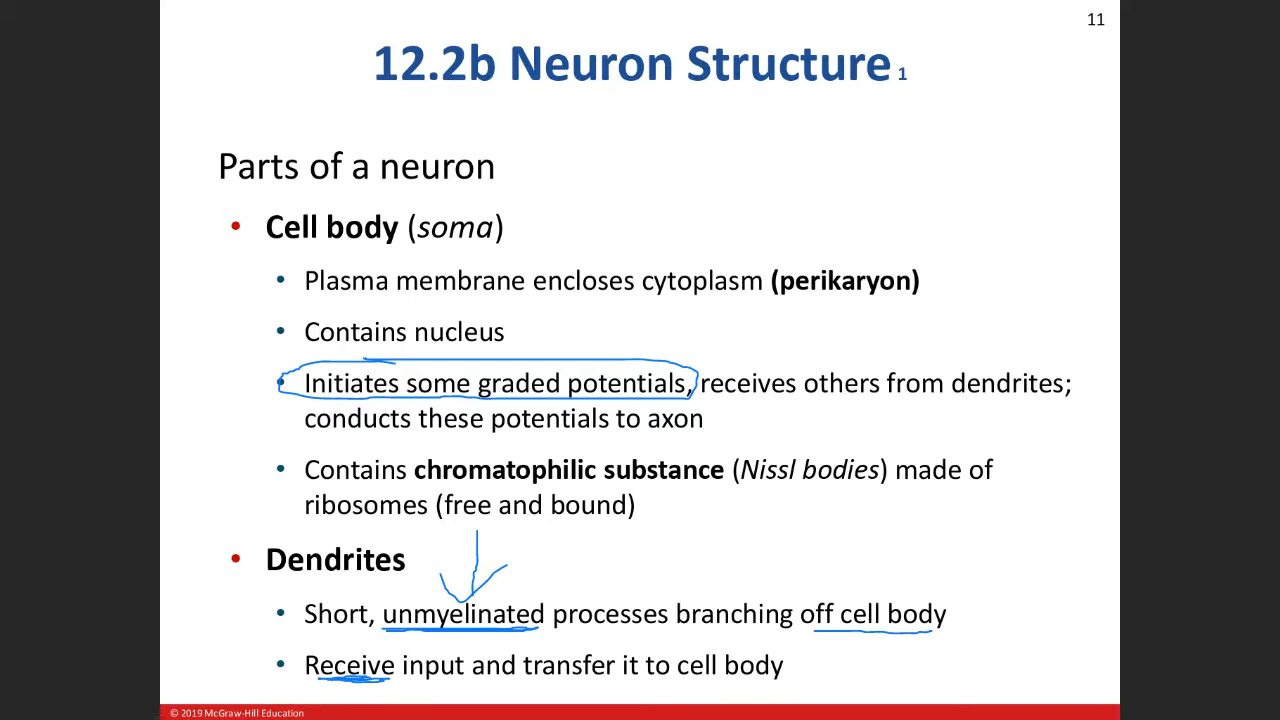 11
12.2b Neuron Structure 1
Parts of a neuron
• Cell body (soma)
• Plasma membrane encloses cytoplasm (perikaryon)
• Contains nucleus
• Initiates some graded potentials, receives others from dendrites;
conducts these potentials to axon
• Contains chromatophilic substance (Nissl bodies) made of
ribosomes (free and bound)
• Dendrites
• Short, unmyelinated processes branching off cell body
• Receive input and transfer it to cell body
© 2019 McGraw-Hill Education